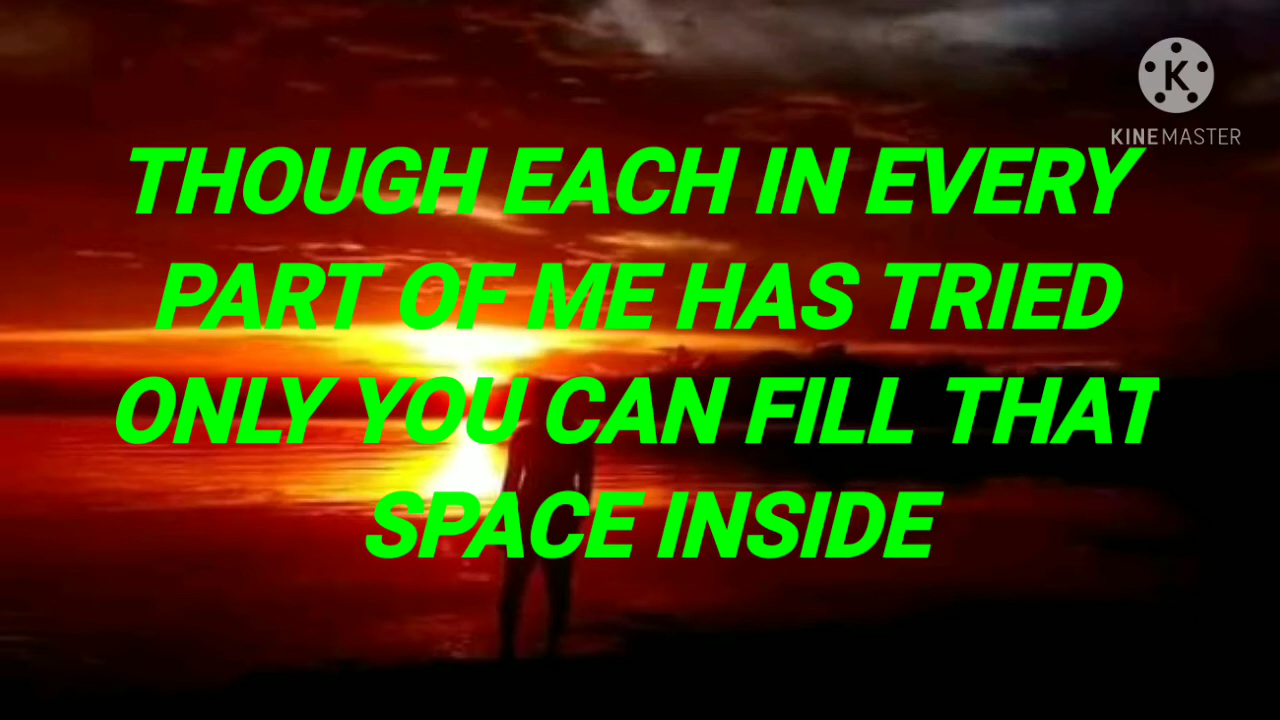 K
KINEMASTER
THOUGH EACH IN EVERY
PART OF ME HAS TRIED
ONLY YOU CAN FILL THAT
SPACE INSIDE